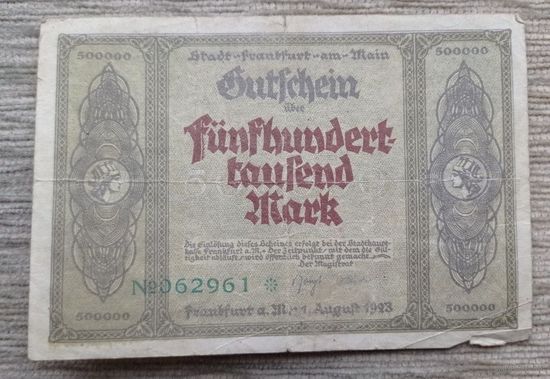 500000
500000
Stadt-Frankfurt-am-Main
Gutschein
über
Fünfhundert-
tausend
Mark
Die Einlösung dieses Scheines erfolgt bei der Stadthaupt-
kasse Frankfurt a.M. Der Zeitpunkt, mit dem die Gül-
tigkeit abläuft, wird öffentlich bekannt gemacht.
Der Magistrat
No 062961 *
Frankfurt a. M., 1. August 1923
500000
500000